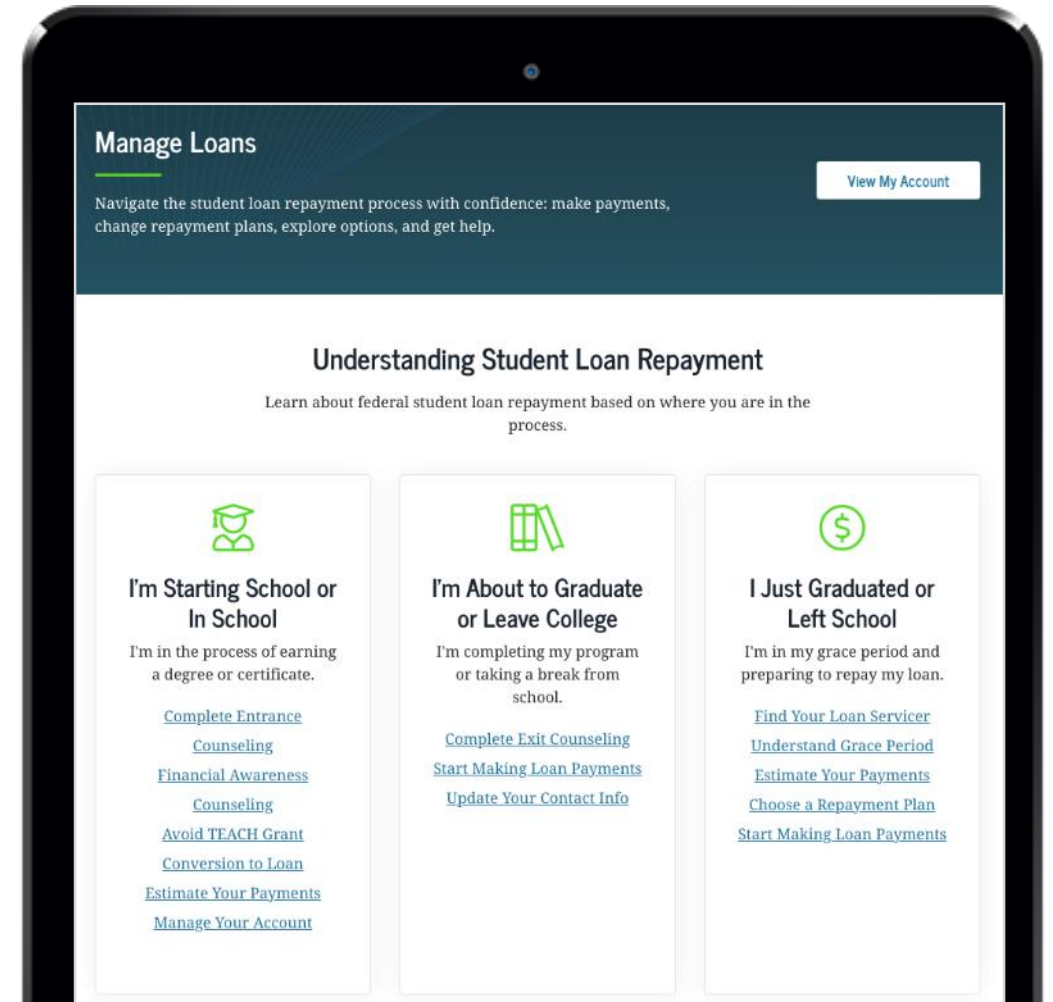 Manage Loans
View My Account
Navigate the student loan repayment process with confidence: make payments,
change repayment plans, explore options, and get help.
Understanding Student Loan Repayment
Learn about federal student loan repayment based on where you are in the
process.
I'm Starting School or
In School
I'm in the process of earning
a degree or certificate.
Complete Entrance
Counseling
Financial Awareness
Counseling
Avoid TEACH Grant
Conversion to Loan
Estimate Your Payments
Manage Your Account
I'm About to Graduate
or Leave College
I'm completing my program
or taking a break from
school.
Complete Exit Counseling
Start Making Loan Payments
Update Your Contact Info
$
I Just Graduated or
Left School
I'm in my grace period and
preparing to repay my loan.
Find Your Loan Servicer
Understand Grace Period
Estimate Your Payments
Choose a Repayment Plan
Start Making Loan Payments